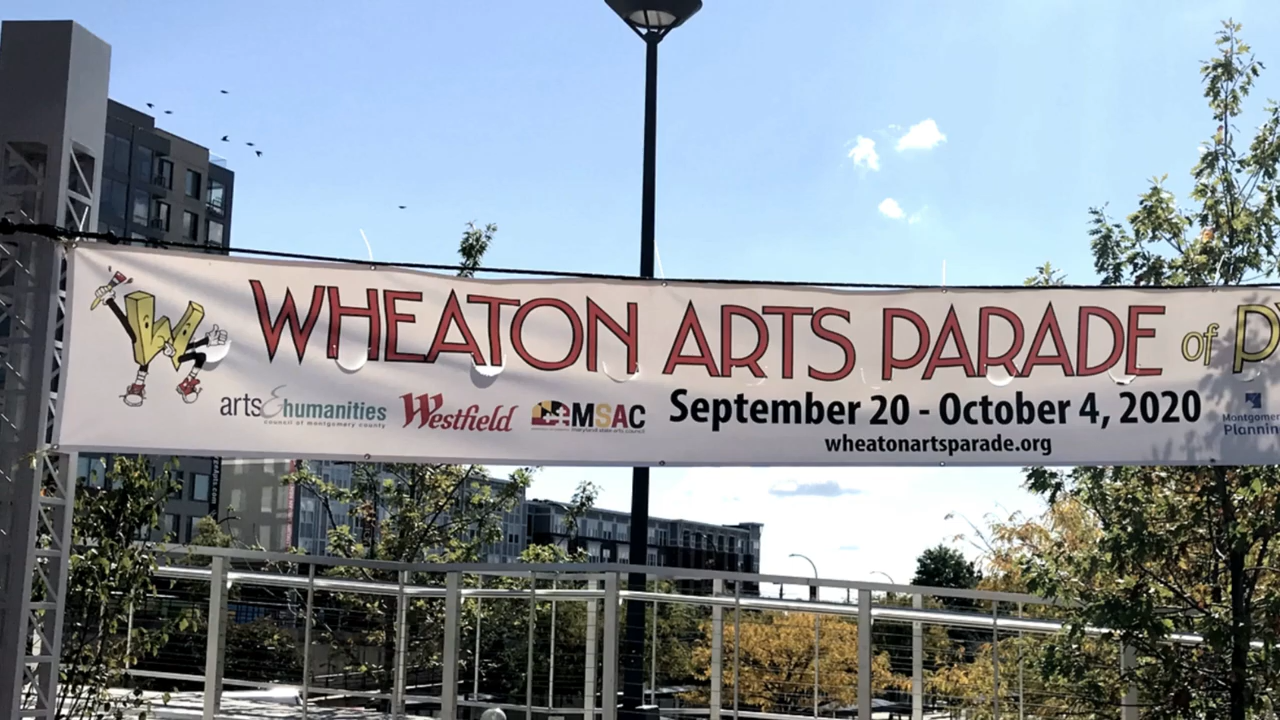 WHEATON ARTS PARADE of
arts & humanities
council of montgomery county
Westfield
MSAC
maryland state arts council
September 20 - October 4, 2020
wheatonartsparade.org
Planning